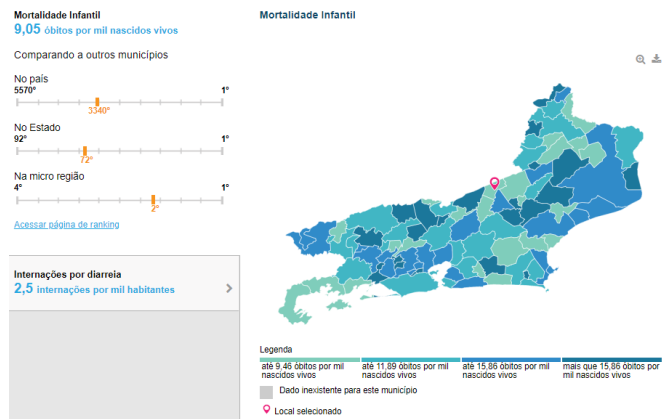 Mortalidade Infantil
9,05 óbitos por mil nascidos vivos
Comparando a outros municípios
No país
5570º 1º
3340º
No Estado
92º 1º
72º
Na micro região
4º 1º
2º
Acessar página de ranking
Internações por diarreia
2,5 internações por mil habitantes
Mortalidade Infantil
Legenda
até 9,46 óbitos por mil nascidos vivos
até 11,89 óbitos por mil nascidos vivos
até 15,86 óbitos por mil nascidos vivos
mais que 15,86 óbitos por mil nascidos vivos
Dado inexistente para este município
Local selecionado